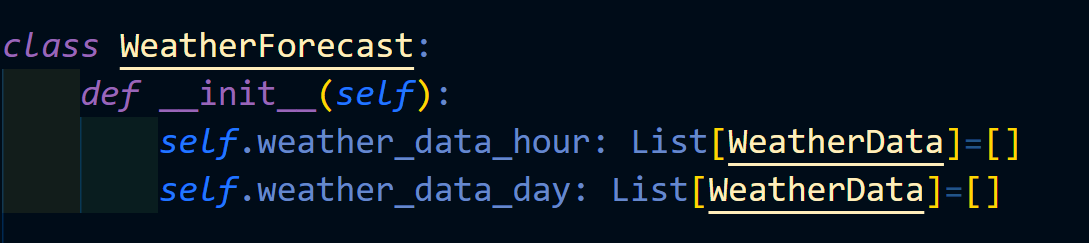 class WeatherForecast:
    def __init__(self):
        self.weather_data_hour: List[WeatherData]=[]
        self.weather_data_day: List[WeatherData]=[]